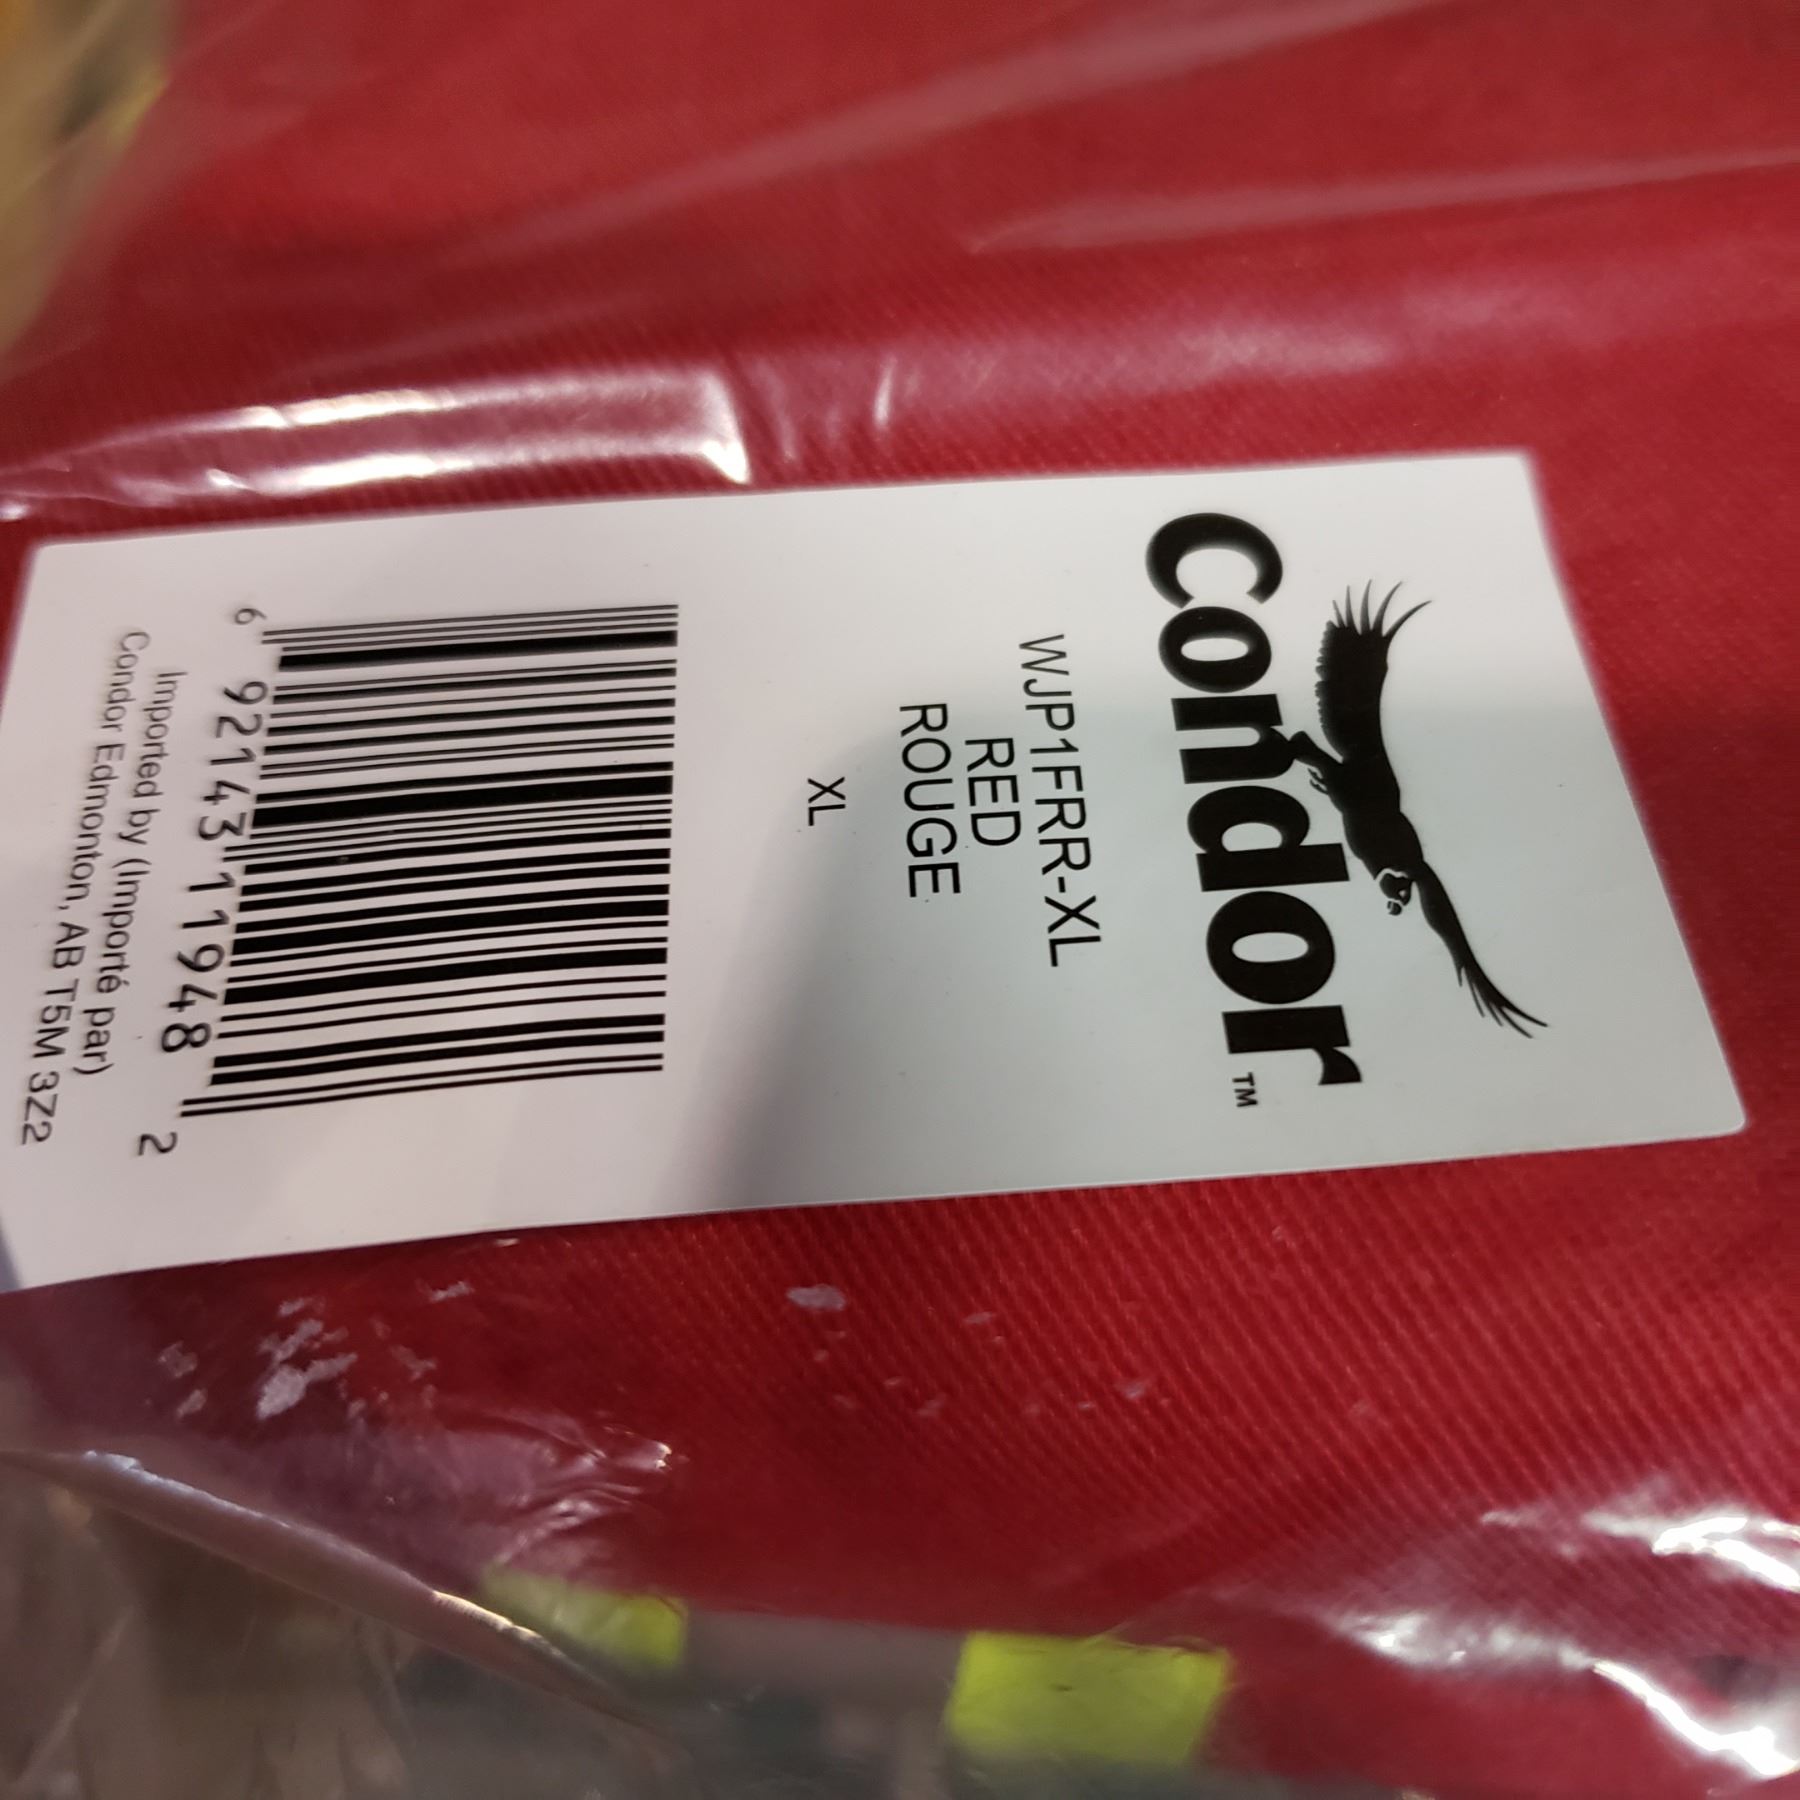 Condor™
WJP1FRR-XL
RED
ROUGE
XL
6 92143 11948 2
Imported by (Importé par)
Condor Edmonton, AB T5M 3Z2